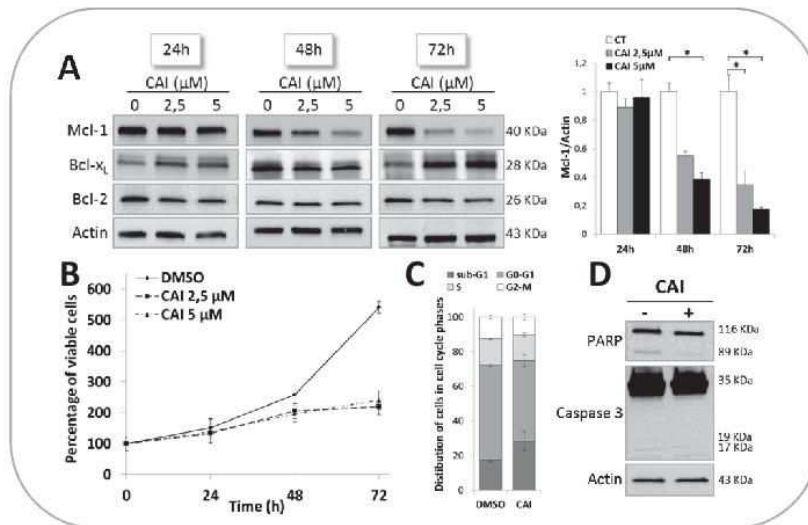 A
24h
48h
72h
CAI (µM)
CAI (µM)
CAI (µM)
0 2,5 5
0 2,5 5
0 2,5 5
Mcl-1
40 KDa
Bcl-xL
28 KDa
Bcl-2
26 KDa
Actin
43 KDa
CT
CAI 2,5µM
CAI 5µM
*
*
*
Mcl-1/Actin
1,2
1
0,8
0,6
0,4
0,2
0
24h 48h 72h
B
DMSO
CAI 2,5 µM
CAI 5 µM
Percentage of viable cells
600
500
400
300
200
100
0
0 24 48 72
Time (h)
C
sub-G1 G0-G1
S G2-M
Distibution of cells in cell cycle phases
100
80
60
40
20
0
DMSO CAI
D
CAI
- +
PARP
116 KDa
89 KDa
Caspase 3
35 KDa
19 KDa
17 KDa
Actin
43 KDa